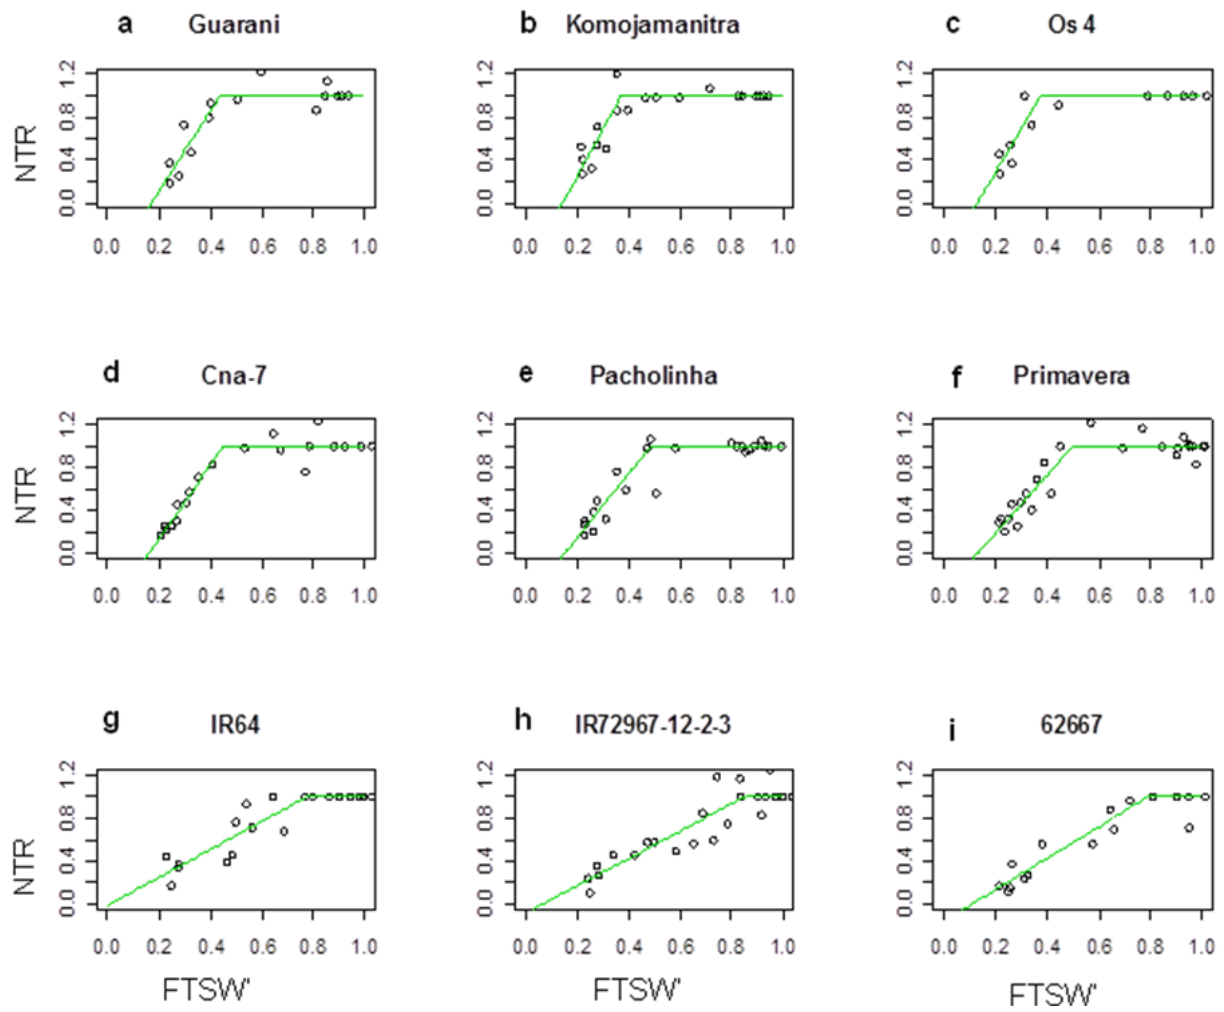 a Guarani
b Komojamanitra
c Os 4
NTR
0.0 0.4 0.8 1.2
0.0 0.2 0.4 0.6 0.8 1.0
0.0 0.4 0.8 1.2
0.0 0.2 0.4 0.6 0.8 1.0
0.0 0.4 0.8 1.2
0.0 0.2 0.4 0.6 0.8 1.0
d Cna-7
e Pacholinha
f Primavera
NTR
0.0 0.4 0.8 1.2
0.0 0.2 0.4 0.6 0.8 1.0
0.0 0.4 0.8 1.2
0.0 0.2 0.4 0.6 0.8 1.0
0.0 0.4 0.8 1.2
0.0 0.2 0.4 0.6 0.8 1.0
g IR64
h IR72967-12-2-3
i 62667
NTR
0.0 0.4 0.8 1.2
0.0 0.2 0.4 0.6 0.8 1.0
0.0 0.4 0.8 1.2
0.0 0.2 0.4 0.6 0.8 1.0
0.0 0.4 0.8 1.2
0.0 0.2 0.4 0.6 0.8 1.0
FTSW'
FTSW'
FTSW'